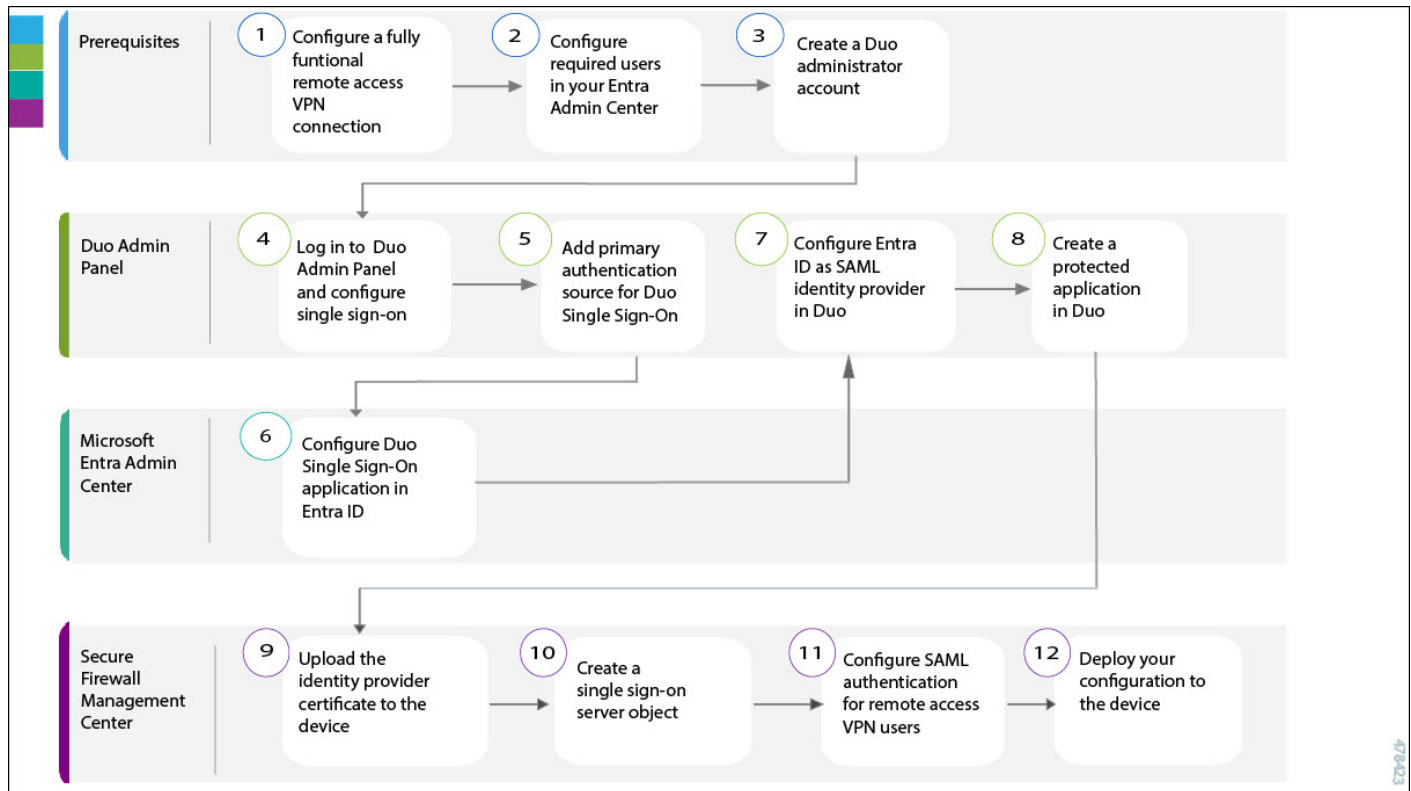 Prerequisites
1
Configure a fully
funtional
remote access
VPN
connection
2
Configure
required users
in your Entra
Admin Center
3
Create a Duo
administrator
account
Duo Admin
Panel
4
Log in to Duo
Admin Panel
and configure
single sign-on
5
Add primary
authentication
source for Duo
Single Sign-On
7
Configure Entra
ID as SAML
identity provider
in Duo
8
Create a
protected
application
in Duo
Microsoft
Entra Admin
Center
6
Configure Duo
Single Sign-On
application in
Entra ID
Secure
Firewall
Management
Center
9
Upload the
identity provider
certificate to the
device
10
Create a
single sign-on
server object
11
Configure SAML
authentication
for remote access
VPN users
12
Deploy your
configuration to
the device
478423